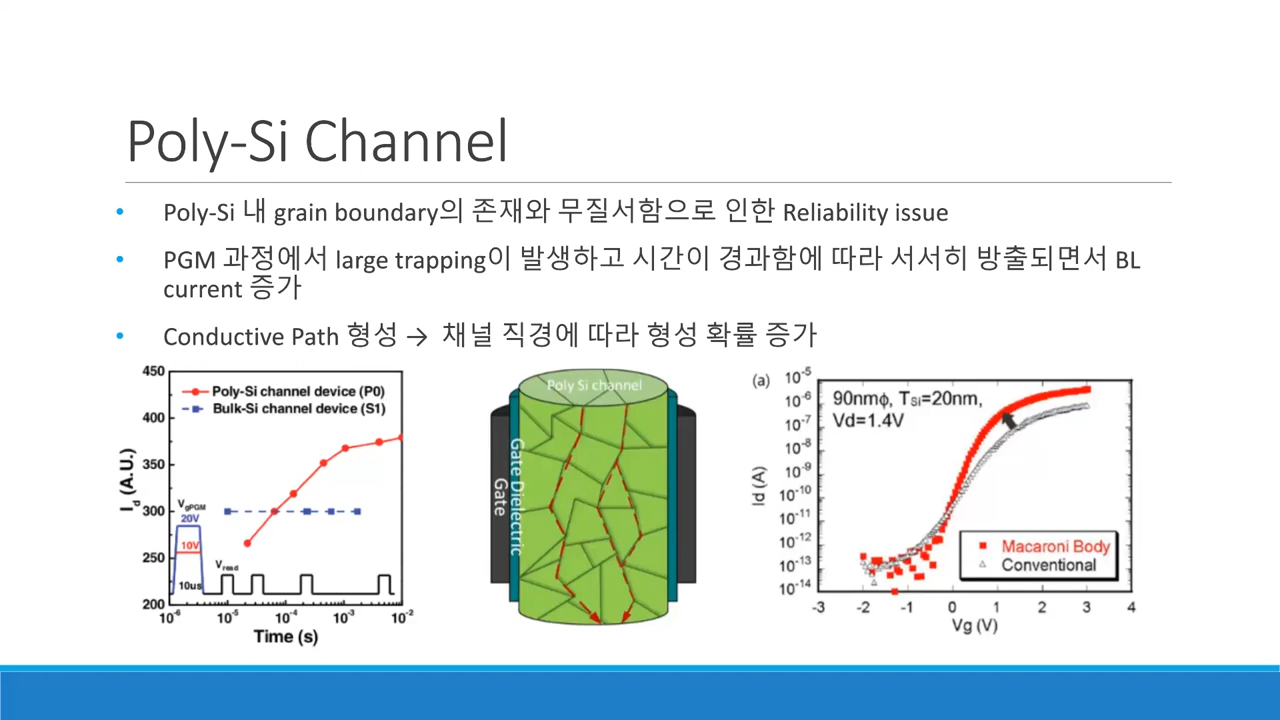 Poly-Si Channel
• Poly-Si 내 grain boundary의 존재와 무질서함으로 인한 Reliability issue
• PGM 과정에서 large trapping이 발생하고 시간이 경과함에 따라 서서히 방출되면서 BL
current 증가
• Conductive Path 형성 → 채널 직경에 따라 형성 확률 증가
450
400
350
300
250
200
Id (A.U.)
Poly-Si channel device (P0)
Bulk-Si channel device (S1)
VgPGM
20V
10V
10us
Vread
10-6 10-5 10-4 10-3 10-2
Time (s)
Poly Si channel
Gate Dielectric
Gate
(a)
10-5
10-6
10-7
10-8
10-9
10-10
10-11
10-12
10-13
10-14
Id (A)
90nmϕ, TSi=20nm,
Vd=1.4V
Macaroni Body
Conventional
-3 -2 -1 0 1 2 3 4
Vg (V)